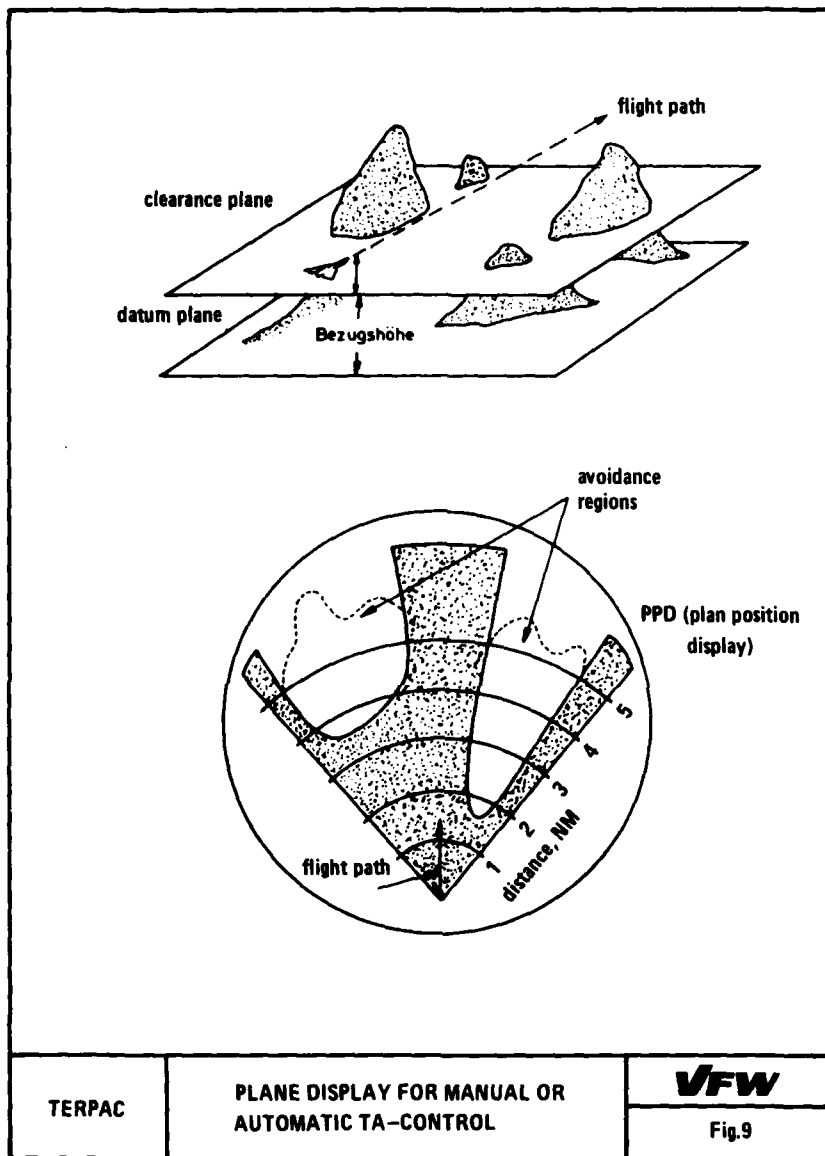 flight path
clearance plane
datum plane
Bezugshöhe
avoidance
regions
PPD (plan position
display)
5
4
3
2
1
distance, NM
flight path
TERPAC
PLANE DISPLAY FOR MANUAL OR
AUTOMATIC TA-CONTROL
VFW
Fig.9